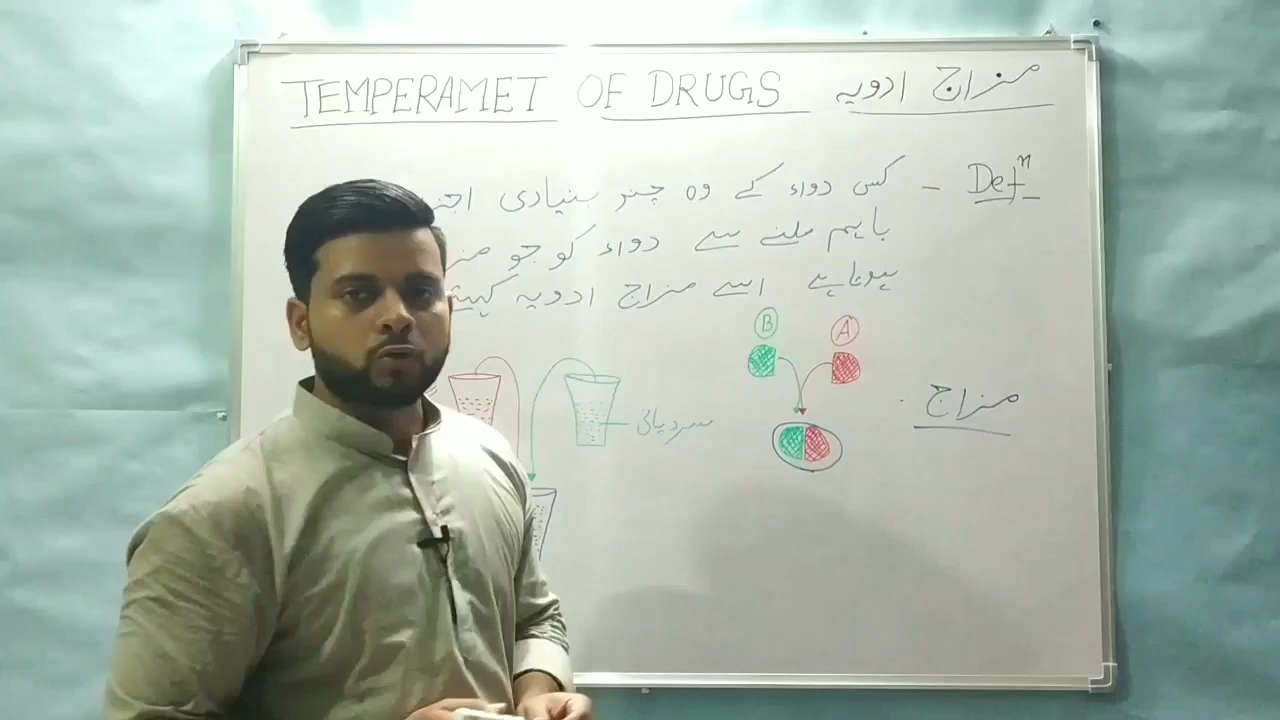 TEMPERAMET OF DRUGS مزاج ادویہ
Defⁿ – کسی دواء کے وہ چند بنیادی
باہم ملنے سے دواء کو جو
ہوتا ہے اسے مزاج ادویہ
B A
سرد پانی
مزاج